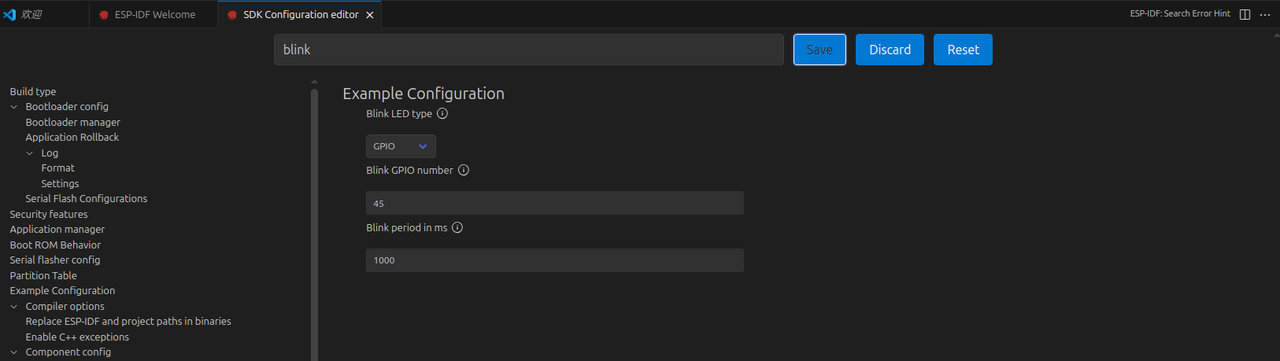 欢迎
ESP-IDF Welcome
SDK Configuration editor
ESP-IDF: Search Error Hint
blink
Save
Discard
Reset
Build type
Bootloader config
Bootloader manager
Application Rollback
Log
Format
Settings
Serial Flash Configurations
Security features
Application manager
Boot ROM Behavior
Serial flasher config
Partition Table
Example Configuration
Compiler options
Replace ESP-IDF and project paths in binaries
Enable C++ exceptions
Component config
Example Configuration
Blink LED type
GPIO
Blink GPIO number
45
Blink period in ms
1000